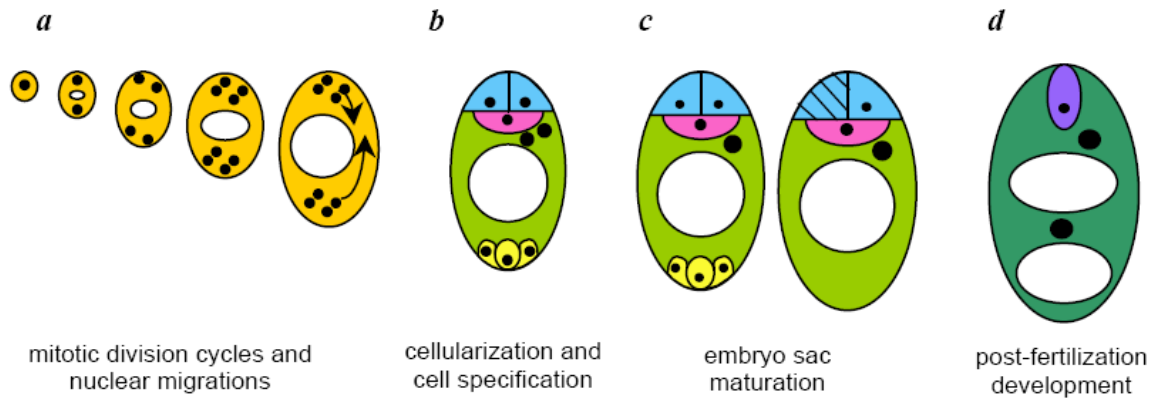 a
b
c
d
mitotic division cycles and
nuclear migrations
cellularization and
cell specification
embryo sac
maturation
post-fertilization
development